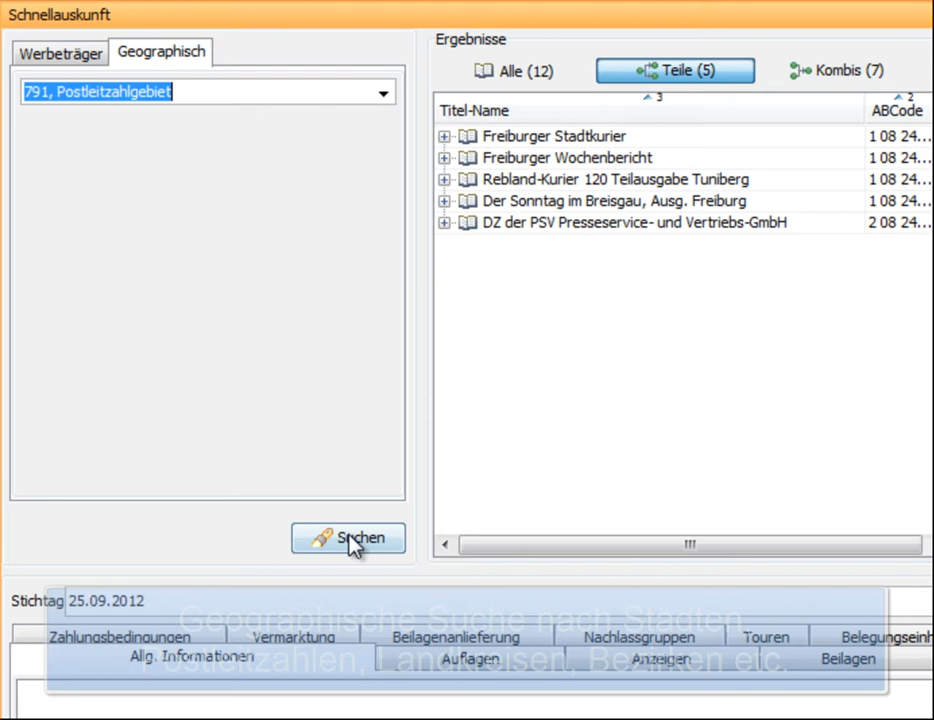 Schnellauskunft
Werbeträger
Geographisch
791, Postleitzahlgebiet
Suchen
Ergebnisse
Alle (12)
Teile (5)
Kombis (7)
Titel-Name
3
2
ABCode
Freiburger Stadtkurier
1 08 24...
Freiburger Wochenbericht
1 08 24...
Rebland-Kurier 120 Teilausgabe Tuniberg
1 08 24...
Der Sonntag im Breisgau, Ausg. Freiburg
1 08 24...
DZ der PSV Presseservice- und Vertriebs-GmbH
2 08 24...
Stichtag 25.09.2012
Geographische Suche nach Städten,
Postleitzahlen, Landkreisen, Bezirken etc.
Zahlungsbedingungen
Vermarktung
Beilagenanlieferung
Nachlassgruppen
Touren
Belegungseinh
Allg. Informationen
Auflagen
Anzeigen
Beilagen